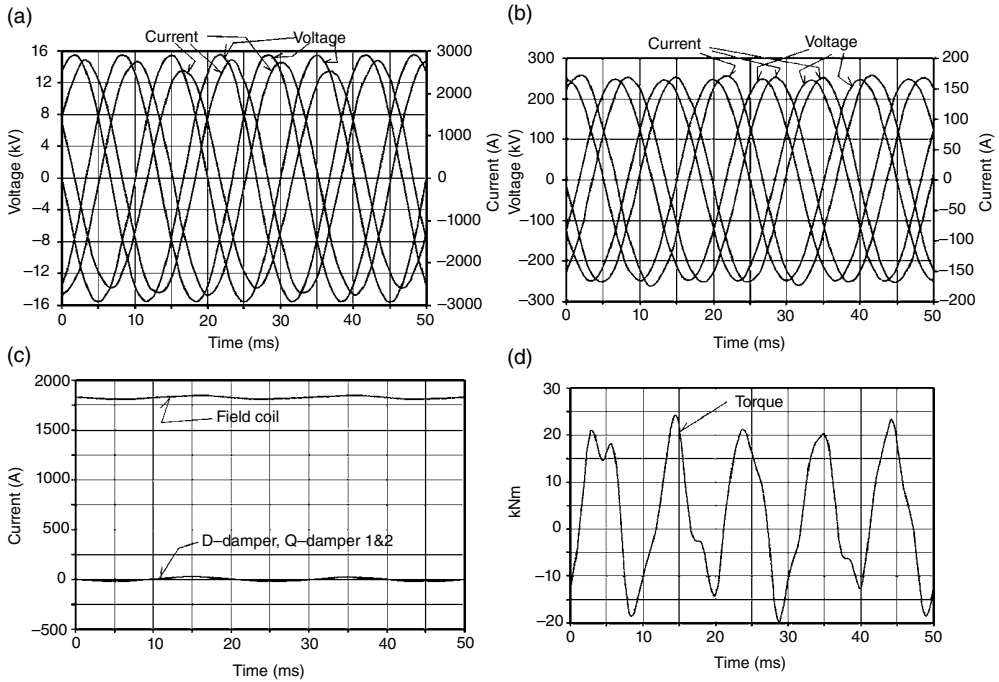 (a)
Current
Voltage
16
12
8
4
0
−4
−8
−12
−16
Voltage (kV)
3000
2000
1000
0
−1000
−2000
−3000
Current (A)
0 10 20 30 40 50
Time (ms)
(b)
Current
Voltage
300
200
100
0
−100
−200
−300
Voltage (kV)
200
150
100
50
0
−50
−100
−150
−200
Current (A)
0 10 20 30 40 50
Time (ms)
(c)
2000
1500
1000
500
0
−500
Current (A)
Field coil
D−damper, Q−damper 1&2
0 10 20 30 40 50
Time (ms)
(d)
30
20
10
0
−10
−20
kNm
Torque
0 10 20 30 40 50
Time (ms)